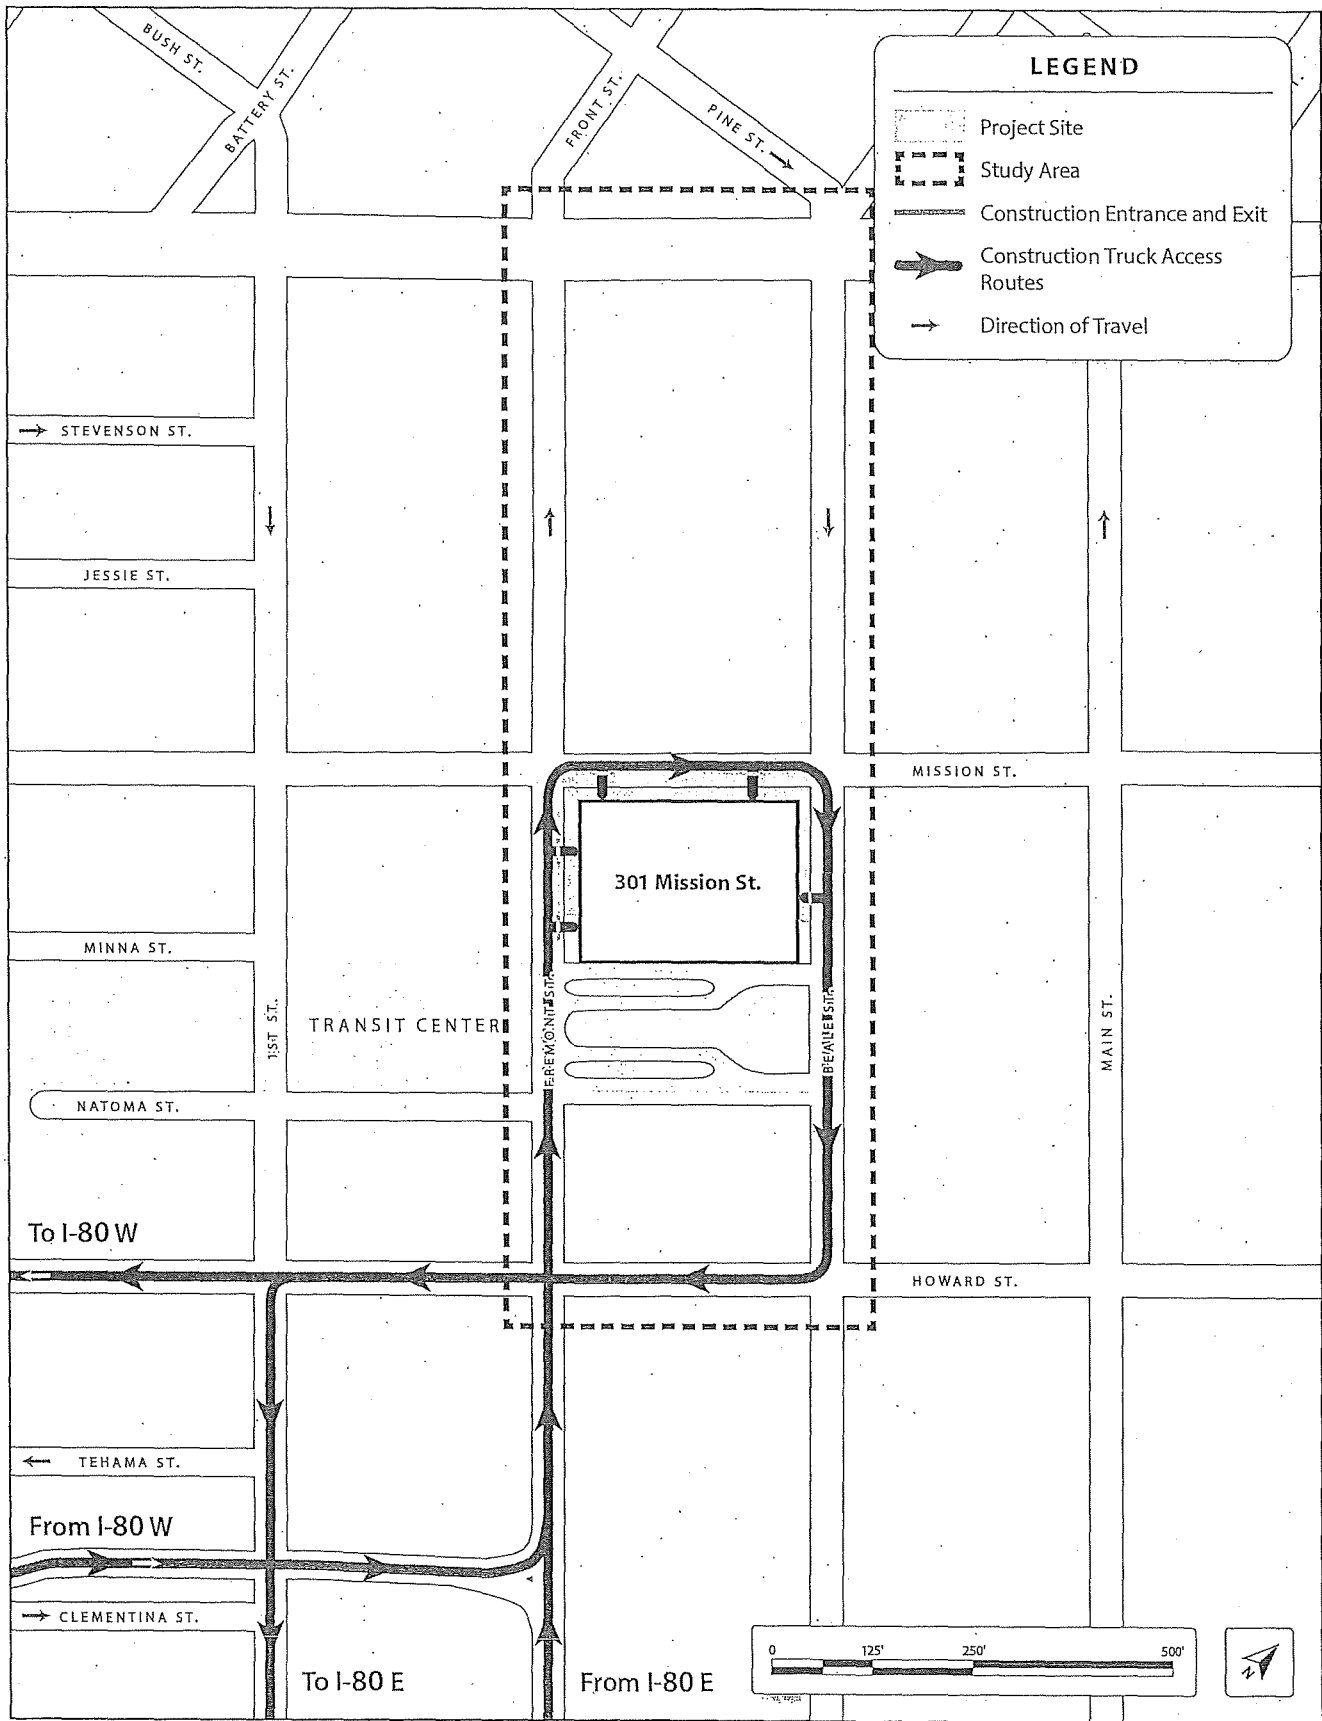 BUSH ST.
BATTERY ST.
FRONT ST.
PINE ST.
LEGEND
Project Site
Study Area
Construction Entrance and Exit
Construction Truck Access
Routes
Direction of Travel
STEVENSON ST.
JESSIE ST.
MISSION ST.
301 Mission St.
MINNA ST.
1ST ST.
TRANSIT CENTER
FREMONT ST.
BEALE ST.
MAIN ST.
NATOMA ST.
To I-80 W
HOWARD ST.
TEHAMA ST.
From I-80 W
CLEMENTINA ST.
To I-80 E
From I-80 E
0 125' 250' 500'
N